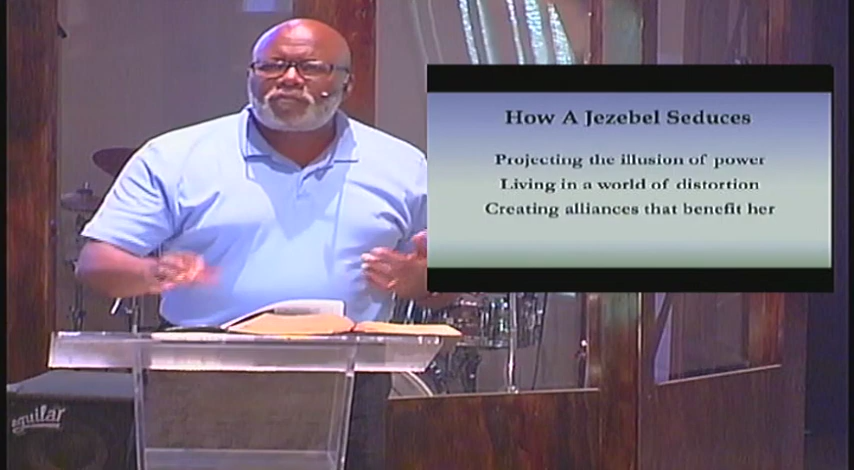 How A Jezebel Seduces
Projecting the illusion of power
Living in a world of distortion
Creating alliances that benefit her
aguilar